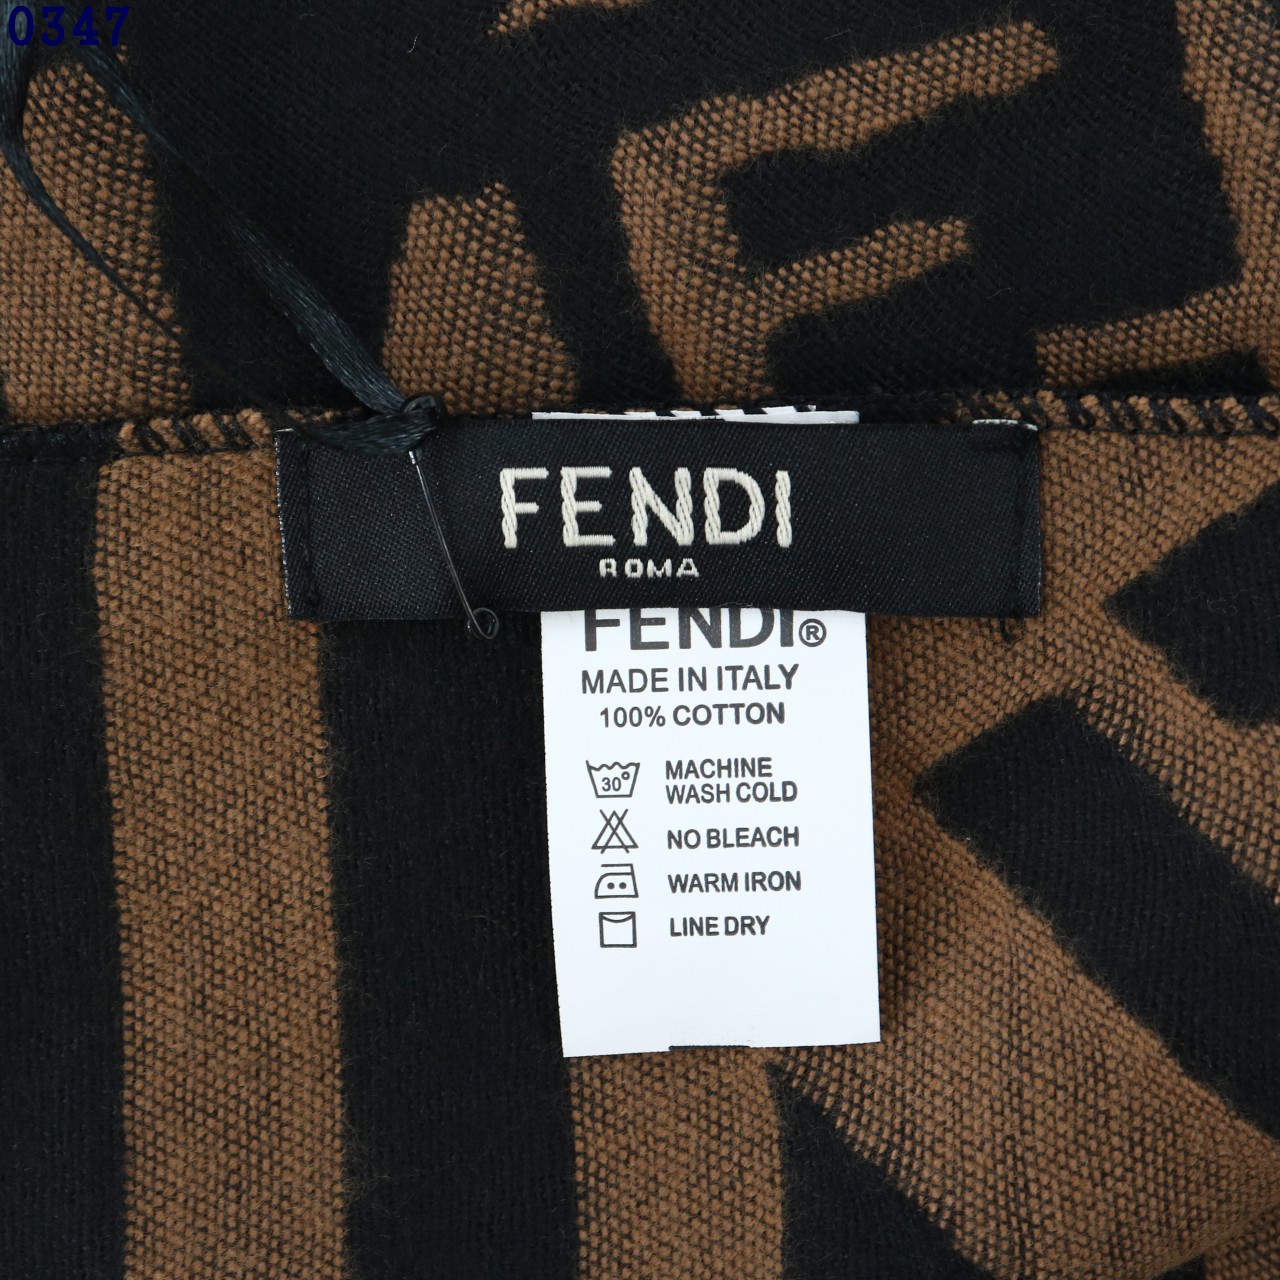 0347
FENDI
ROMA
FENDI®
MADE IN ITALY
100% COTTON
30° MACHINE
WASH COLD
NO BLEACH
WARM IRON
LINE DRY